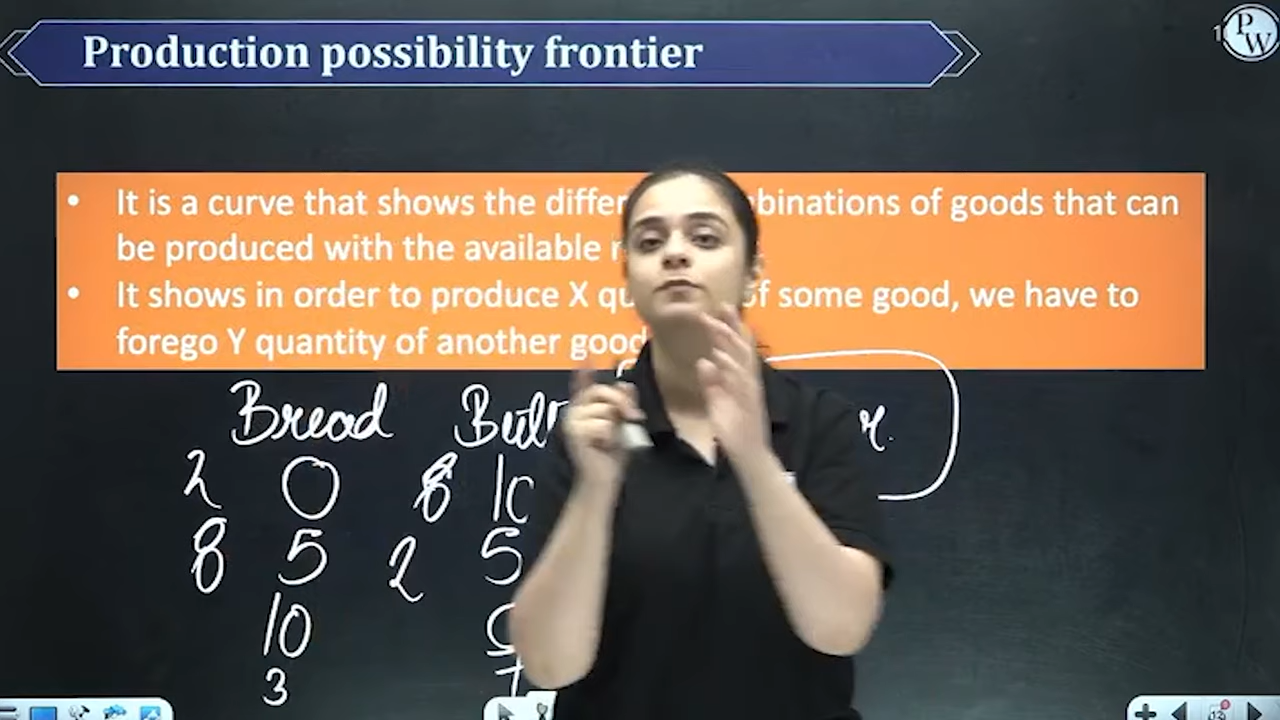 Production possibility frontier
PW
• It is a curve that shows the differ binations of goods that can
be produced with the available r
• It shows in order to produce X qu of some good, we have to
forego Y quantity of another good
Bread
2 0 8 10
8 5 2 5
10
3